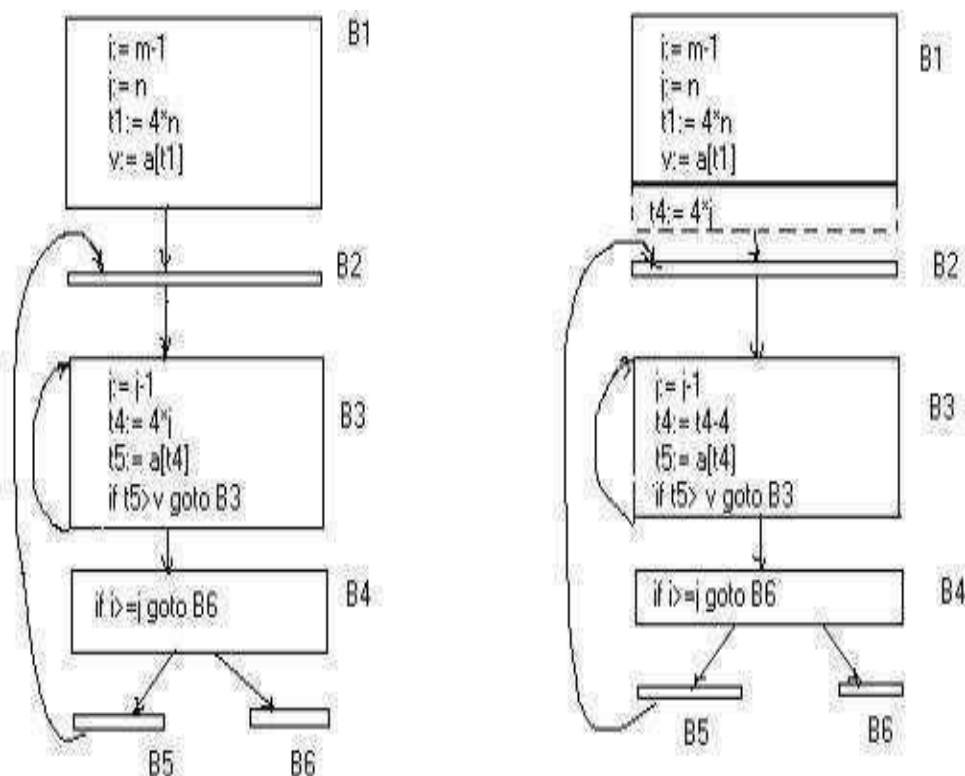 B1
i:= m-1
j:= n
t1:= 4*n
v:= a[t1]
B2
j:= j-1
t4:= 4*j
t5:= a[t4]
if t5>v goto B3
B3
if i>=j goto B6
B4
B5
B6
B1
i:= m-1
j:= n
t1:= 4*n
v:= a[t1]
t4:= 4*j
B2
j:= j-1
t4:= t4-4
t5:= a[t4]
if t5> v goto B3
B3
if i>=j goto B6
B4
B5
B6